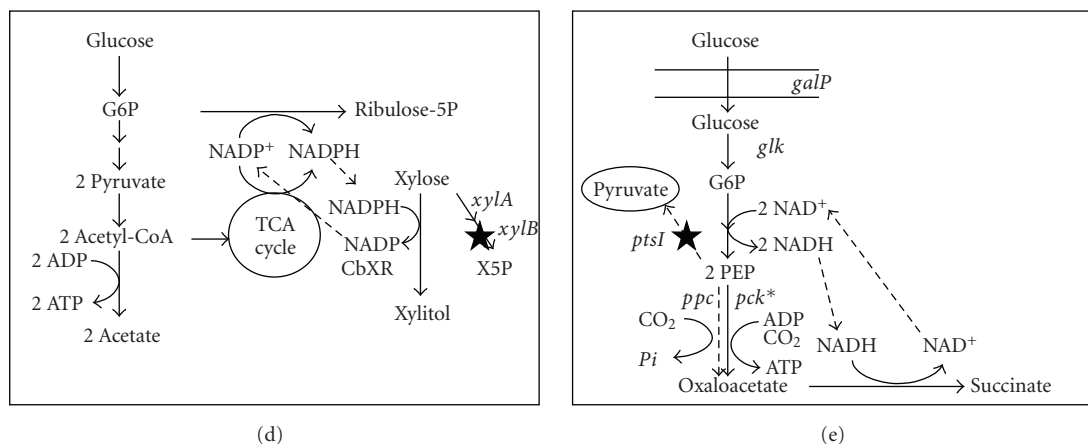 Glucose
G6P
Ribulose-5P
NADP+ NADPH
2 Pyruvate
Xylose
xylA
NADPH
xylB
2 Acetyl-CoA
TCA
cycle
NADP
CbXR
X5P
2 ADP
2 ATP
Xylitol
2 Acetate
(d)
Glucose
galP
Glucose
glk
Pyruvate
G6P
2 NAD+
ptsI
2 NADH
2 PEP
ppc pck*
CO2
ADP
CO2
NADH NAD+
Pi
ATP
Oxaloacetate Succinate
(e)